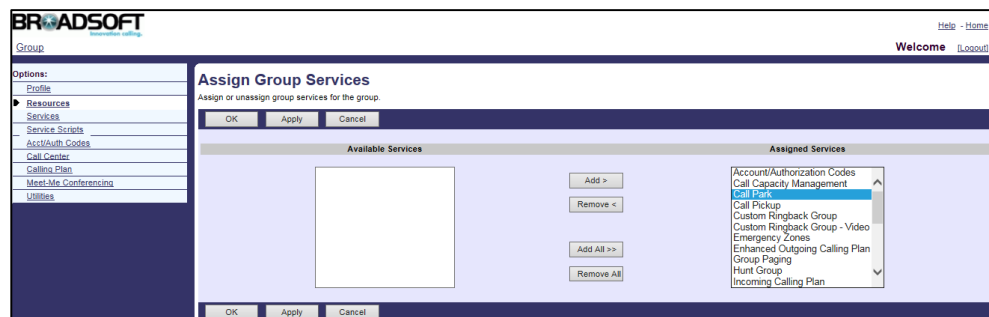 BROADSOFT
innovation calling.
Help - Home
Group
Welcome [Logout]
Options:
Profile
Resources
Services
Service Scripts
Acct/Auth Codes
Call Center
Calling Plan
Meet-Me Conferencing
Utilities
Assign Group Services
Assign or unassign group services for the group.
OK Apply Cancel
Available Services Assigned Services
Add >
Remove <
Add All >>
Remove All
Account/Authorization Codes
Call Capacity Management
Call Park
Call Pickup
Custom Ringback Group
Custom Ringback Group - Video
Emergency Zones
Enhanced Outgoing Calling Plan
Group Paging
Hunt Group
Incoming Calling Plan
OK Apply Cancel